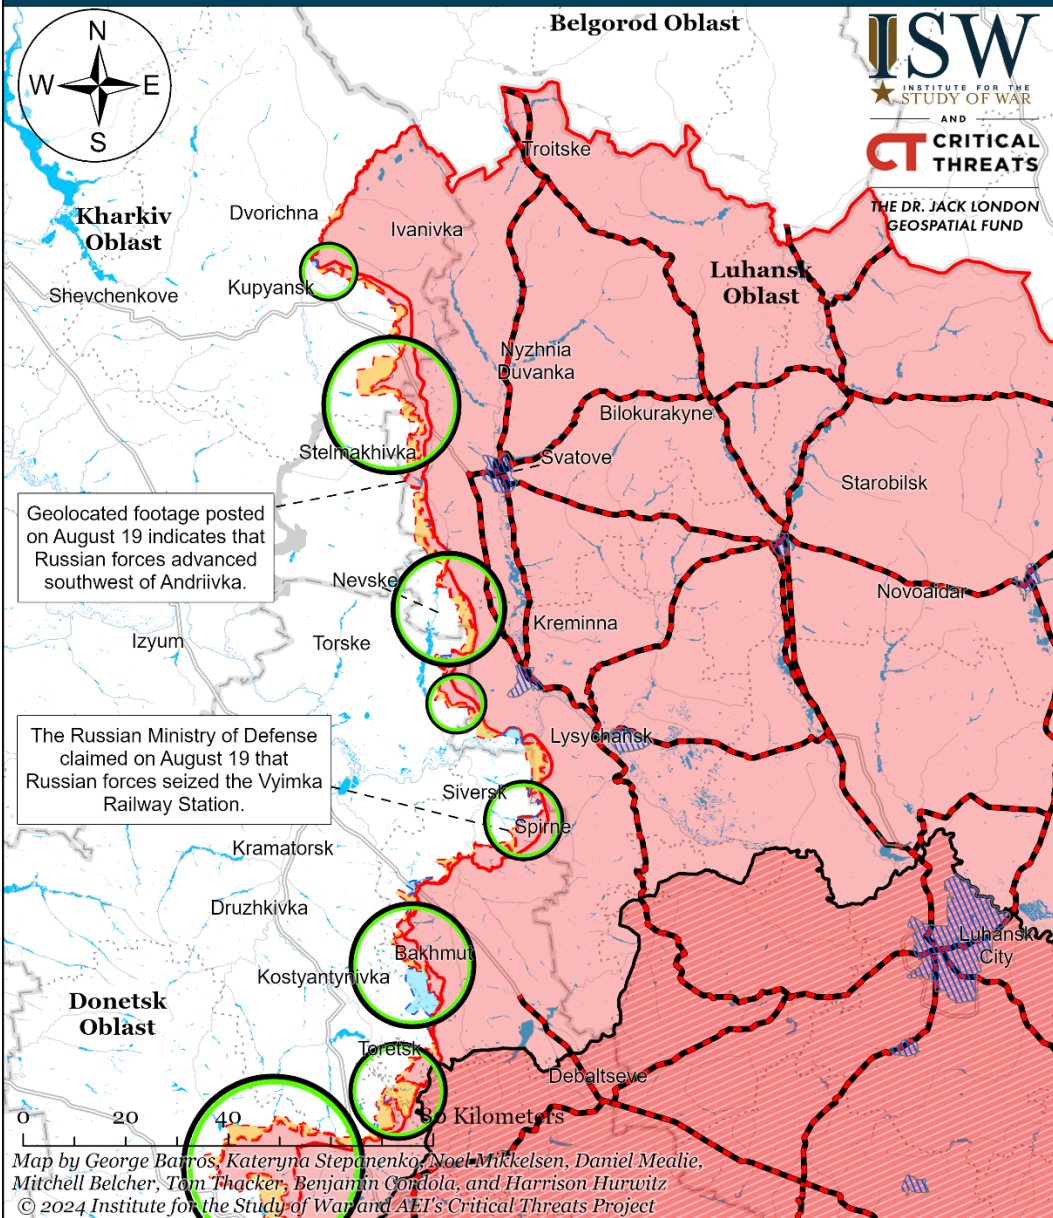 Belgorod Oblast
N
W
E
S
ISW
INSTITUTE FOR THE
STUDY OF WAR
AND
CT CRITICAL
THREATS
THE DR. JACK LONDON
GEOSPATIAL FUND
Troitske
Dvorichna
Kharkiv
Oblast
Ivanivka
Luhansk
Oblast
Kupyansk
Shevchenkove
Nyzhnia
Duvanka
Bilokurakyne
Stelmakhivka
Svatove
Starobilsk
Geolocated footage posted
on August 19 indicates that
Russian forces advanced
southwest of Andriivka.
Nevske
Novoaidar
Kreminna
Izyum
Torske
The Russian Ministry of Defense
claimed on August 19 that
Russian forces seized the Vyimka
Railway Station.
Lysychansk
Siversk
Spirne
Kramatorsk
Druzhkivka
Luhansk
City
Bakhmut
Kostyantynivka
Donetsk
Oblast
Toretsk
Debaltseve
0 20 40 80 Kilometers
Map by George Barros, Kateryna Stepanenko, Noel Mikkelsen, Daniel Mealie,
Mitchell Belcher, Tom Thacker, Benjamin Cordola, and Harrison Hurwitz
© 2024 Institute for the Study of War and AEI's Critical Threats Project